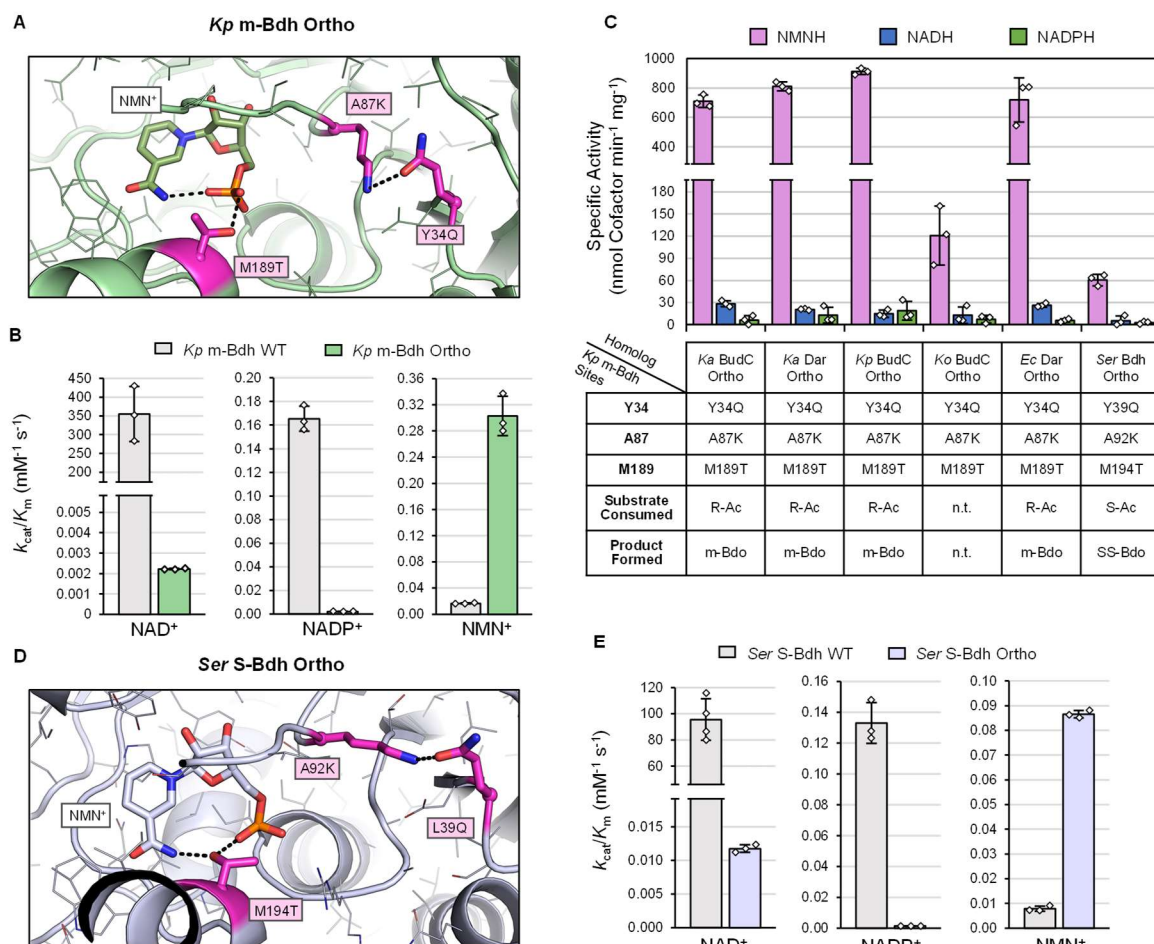 A
Kp m-Bdh Ortho
NMN⁺
A87K
Y34Q
M189T
B
Kp m-Bdh WT
Kp m-Bdh Ortho
kcat/Km (mM⁻¹ s⁻¹)
450
400
350
300
250
200
150
0.005
0.004
0.003
0.002
0.001
0
NAD⁺
0.20
0.18
0.16
0.14
0.12
0.10
0.08
0.06
0.04
0.02
0.00
NADP⁺
0.36
0.32
0.28
0.24
0.20
0.16
0.12
0.08
0.04
0.00
NMN⁺
C
NMNH
NADH
NADPH
Specific Activity
(nmol Cofactor min⁻¹ mg⁻¹)
1000
800
600
400
180
150
120
90
60
30
0
Homolog
Kp m-Bdh Sites
Ka BudC Ortho
Ka Dar Ortho
Kp BudC Ortho
Ko BudC Ortho
Ec Dar Ortho
Ser Bdh Ortho
Y34 Y34Q Y34Q Y34Q Y34Q Y34Q Y39Q
A87 A87K A87K A87K A87K A87K A92K
M189 M189T M189T M189T M189T M189T M194T
Substrate Consumed R-Ac R-Ac R-Ac n.t. R-Ac S-Ac
Product Formed m-Bdo m-Bdo m-Bdo n.t. m-Bdo SS-Bdo
D
Ser S-Bdh Ortho
A92K
NMN⁺
L39Q
M194T
E
Ser S-Bdh WT
Ser S-Bdh Ortho
kcat/Km (mM⁻¹ s⁻¹)
120
100
80
60
0.015
0.010
0.005
0.000
NAD⁺
0.16
0.14
0.12
0.10
0.08
0.06
0.04
0.02
0.00
NADP⁺
0.10
0.09
0.08
0.07
0.06
0.05
0.04
0.03
0.02
0.01
0.00
NMN⁺